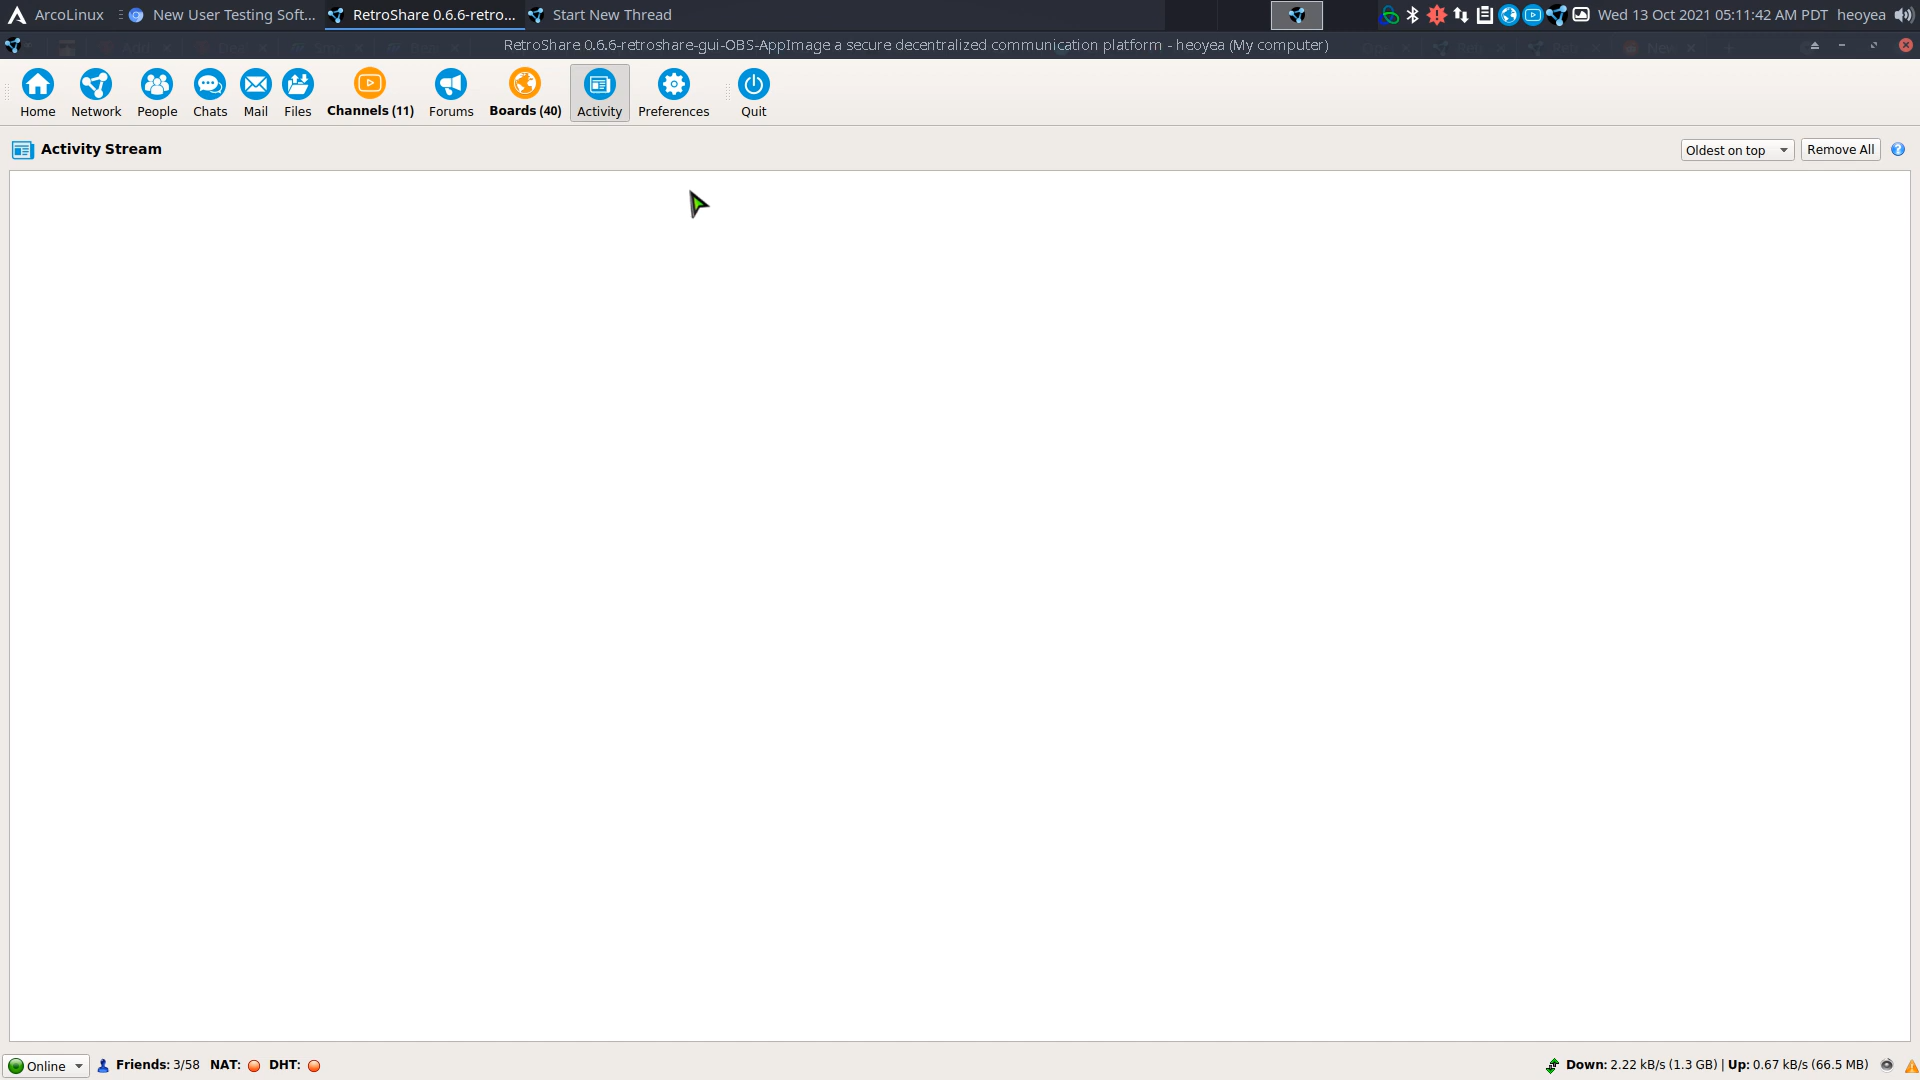 ArcoLinux New User Testing Soft... RetroShare 0.6.6-retro... Start New Thread Wed 13 Oct 2021 05:11:42 AM PDT heoyea
RetroShare 0.6.6-retroshare-gui-OBS-AppImage a secure decentralized communication platform - heoyea (My computer)
Home Network People Chats Mail Files Channels (11) Forums Boards (40) Activity Preferences Quit
Activity Stream Oldest on top Remove All
Online Friends: 3/58 NAT: DHT: Down: 2.22 kB/s (1.3 GB) | Up: 0.67 kB/s (66.5 MB)